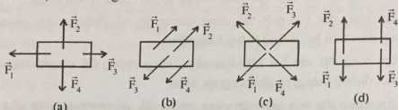 F⃗₂ F⃗₁ F⃗₃ F⃗₄ (a)
F⃗₁ F⃗₂ F⃗₃ F⃗₄ (b)
F⃗₂ F⃗₃ F⃗₁ F⃗₄ (c)
F⃗₂ F⃗₄ F⃗₁ F⃗₃ (d)